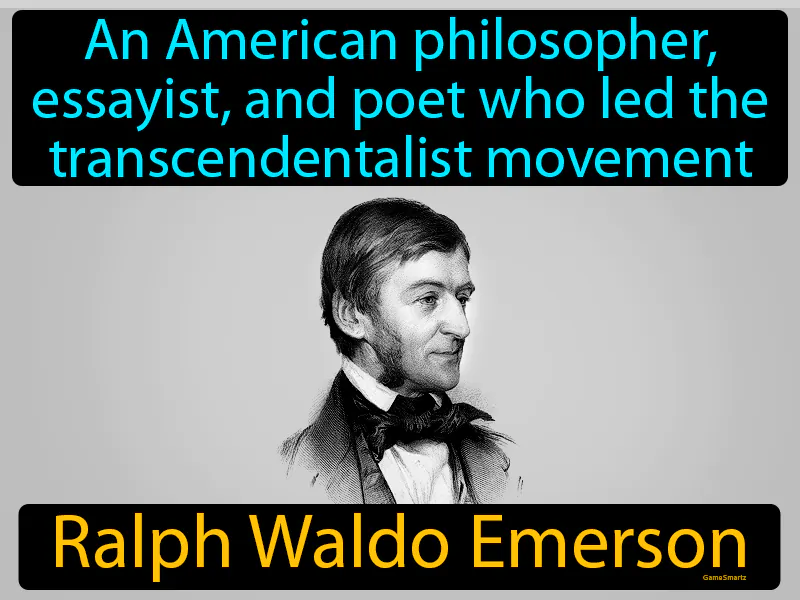 An American philosopher,
essayist, and poet who led the
transcendentalist movement
Ralph Waldo Emerson
GameSmartz